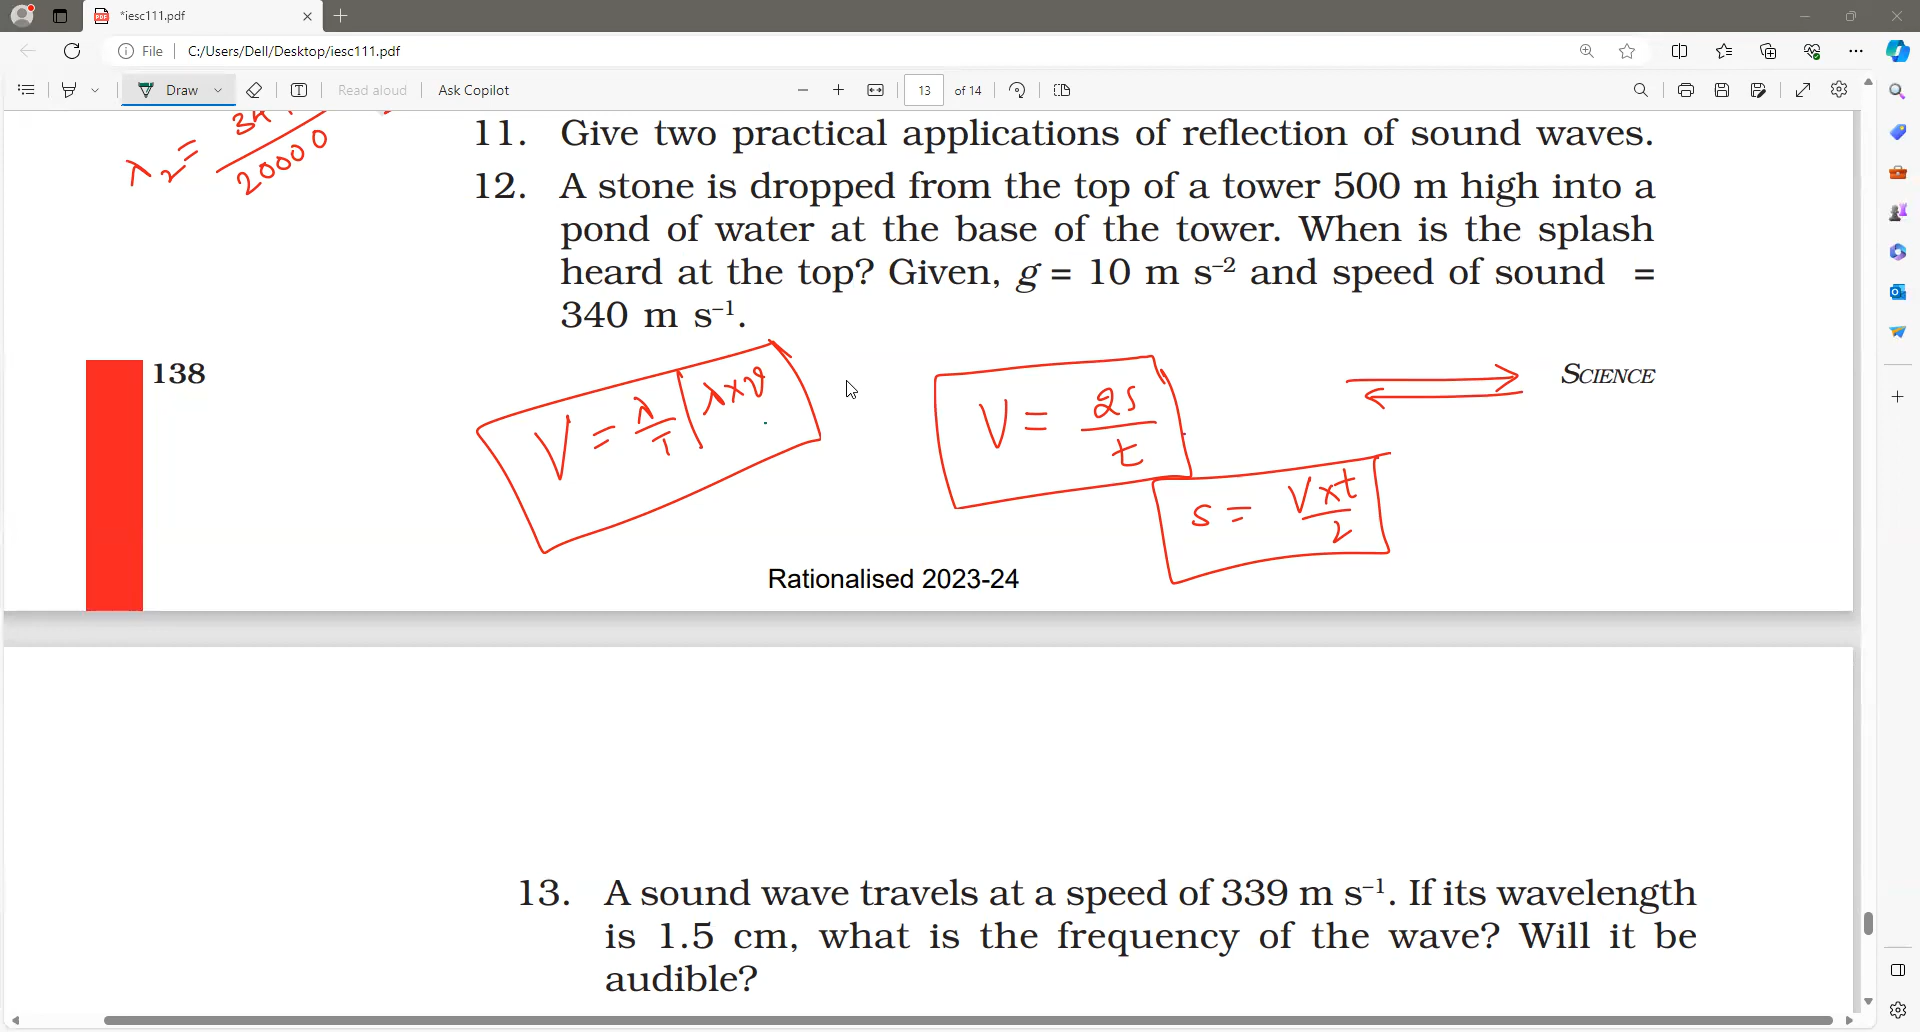 *iesc111.pdf
File
C:/Users/Dell/Desktop/iesc111.pdf
Draw
Read aloud
Ask Copilot
13
of 14
λ₂ =
20000
11. Give two practical applications of reflection of sound waves.
12. A stone is dropped from the top of a tower 500 m high into a
pond of water at the base of the tower. When is the splash
heard at the top? Given, g = 10 m s⁻² and speed of sound =
340 m s⁻¹.
138
SCIENCE
V = λ/T | λ×ν
V = 2s/t
s = V×t/2
Rationalised 2023-24
13. A sound wave travels at a speed of 339 m s⁻¹. If its wavelength
is 1.5 cm, what is the frequency of the wave? Will it be
audible?